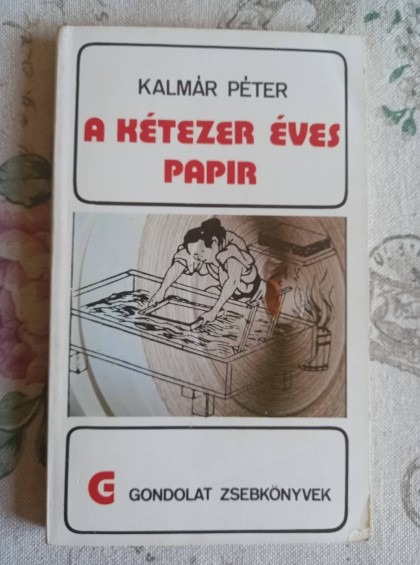 KALMÁR PÉTER
A KÉTEZER ÉVES
PAPIR
G GONDOLAT ZSEBKÖNYVEK